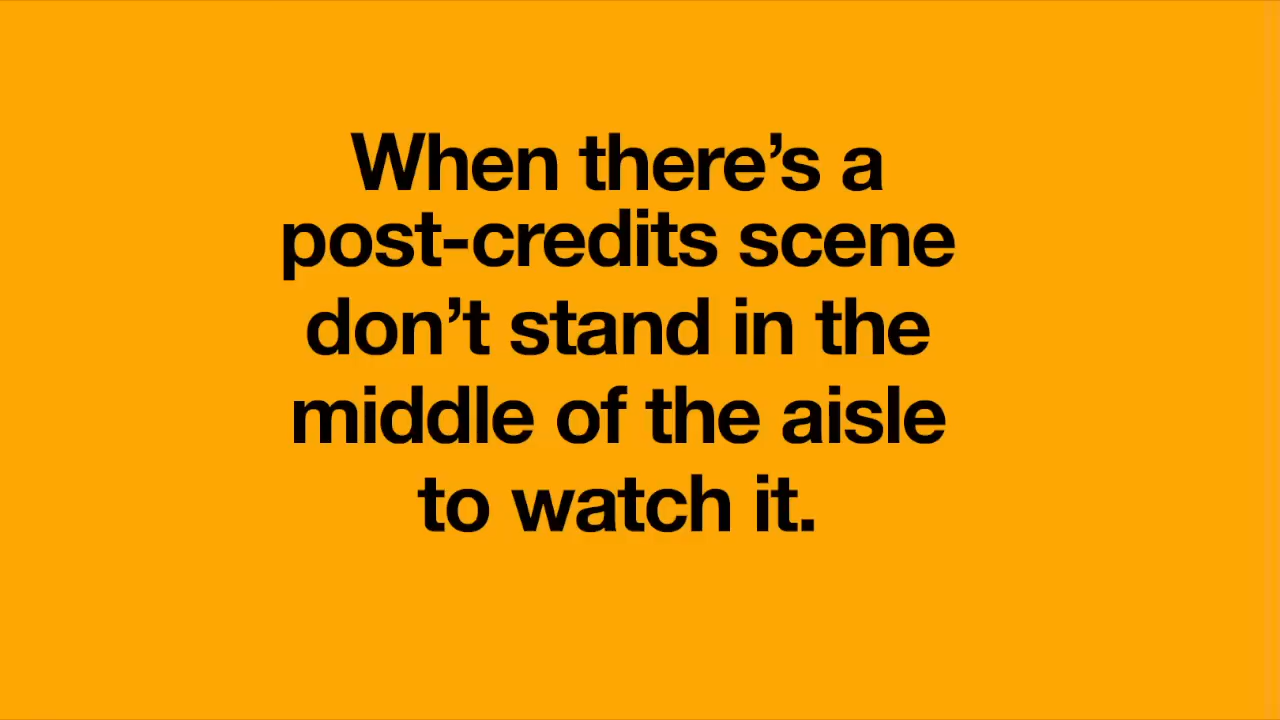 When there’s a
post-credits scene
don’t stand in the
middle of the aisle
to watch it.